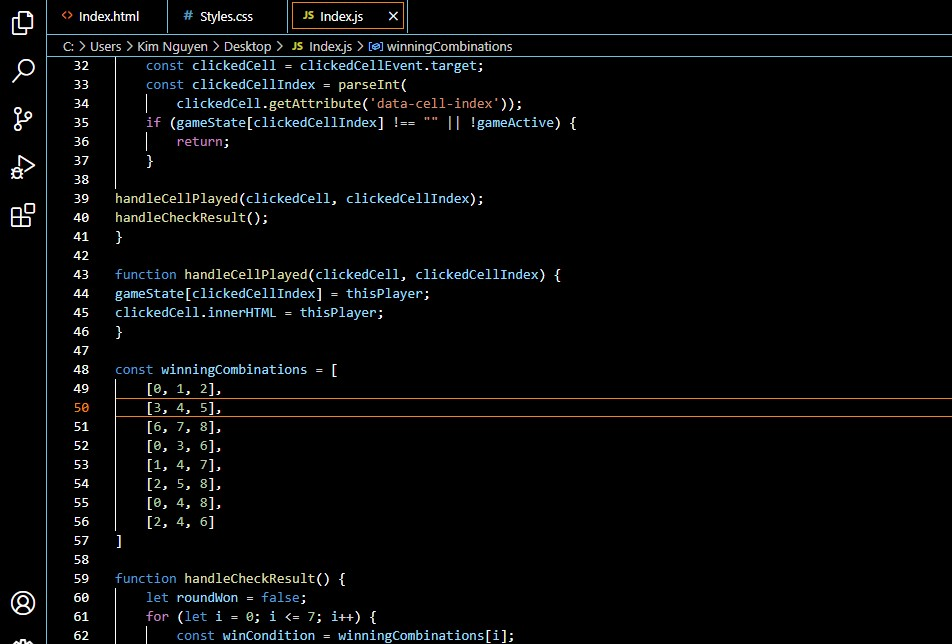 <> Index.html # Styles.css JS Index.js ×
C: > Users > Kim Nguyen > Desktop > JS Index.js > winningCombinations
32 const clickedCell = clickedCellEvent.target;
33 const clickedCellIndex = parseInt(
34 clickedCell.getAttribute('data-cell-index'));
35 if (gameState[clickedCellIndex] !== "" || !gameActive) {
36 return;
37 }
38
39 handleCellPlayed(clickedCell, clickedCellIndex);
40 handleCheckResult();
41 }
42
43 function handleCellPlayed(clickedCell, clickedCellIndex) {
44 gameState[clickedCellIndex] = thisPlayer;
45 clickedCell.innerHTML = thisPlayer;
46 }
47
48 const winningCombinations = [
49 [0, 1, 2],
50 [3, 4, 5],
51 [6, 7, 8],
52 [0, 3, 6],
53 [1, 4, 7],
54 [2, 5, 8],
55 [0, 4, 8],
56 [2, 4, 6]
57 ]
58
59 function handleCheckResult() {
60 let roundWon = false;
61 for (let i = 0; i <= 7; i++) {
62 const winCondition = winningCombinations[i];